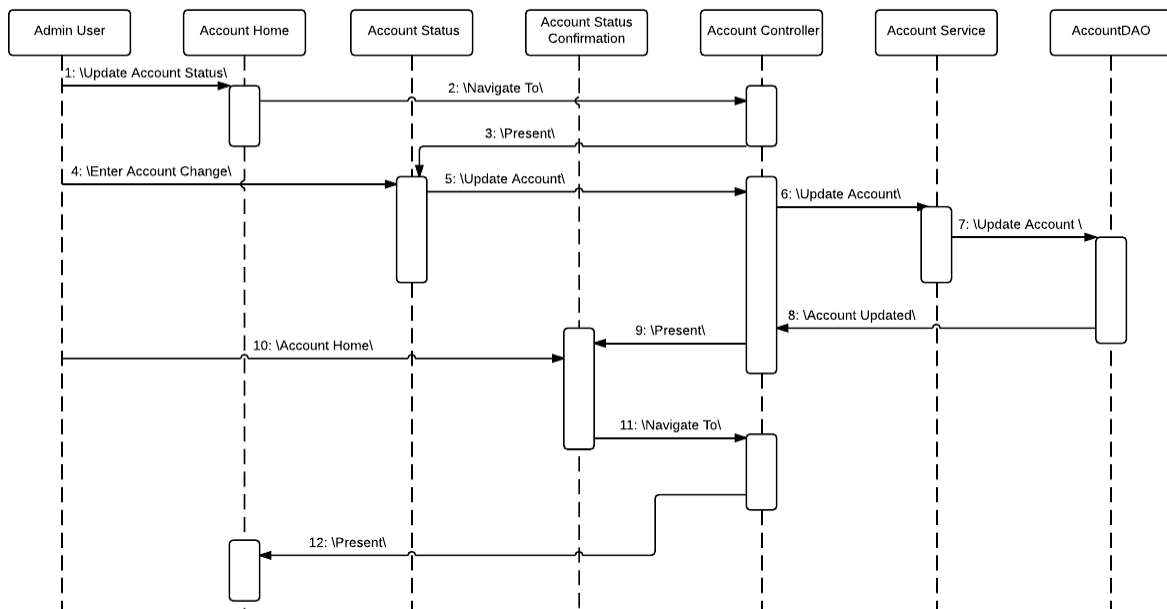 Admin User
Account Home
Account Status
Account Status
Confirmation
Account Controller
Account Service
AccountDAO
1: \Update Account Status\
2: \Navigate To\
3: \Present\
4: \Enter Account Change\
5: \Update Account\
6: \Update Account\
7: \Update Account \
8: \Account Updated\
9: \Present\
10: \Account Home\
11: \Navigate To\
12: \Present\